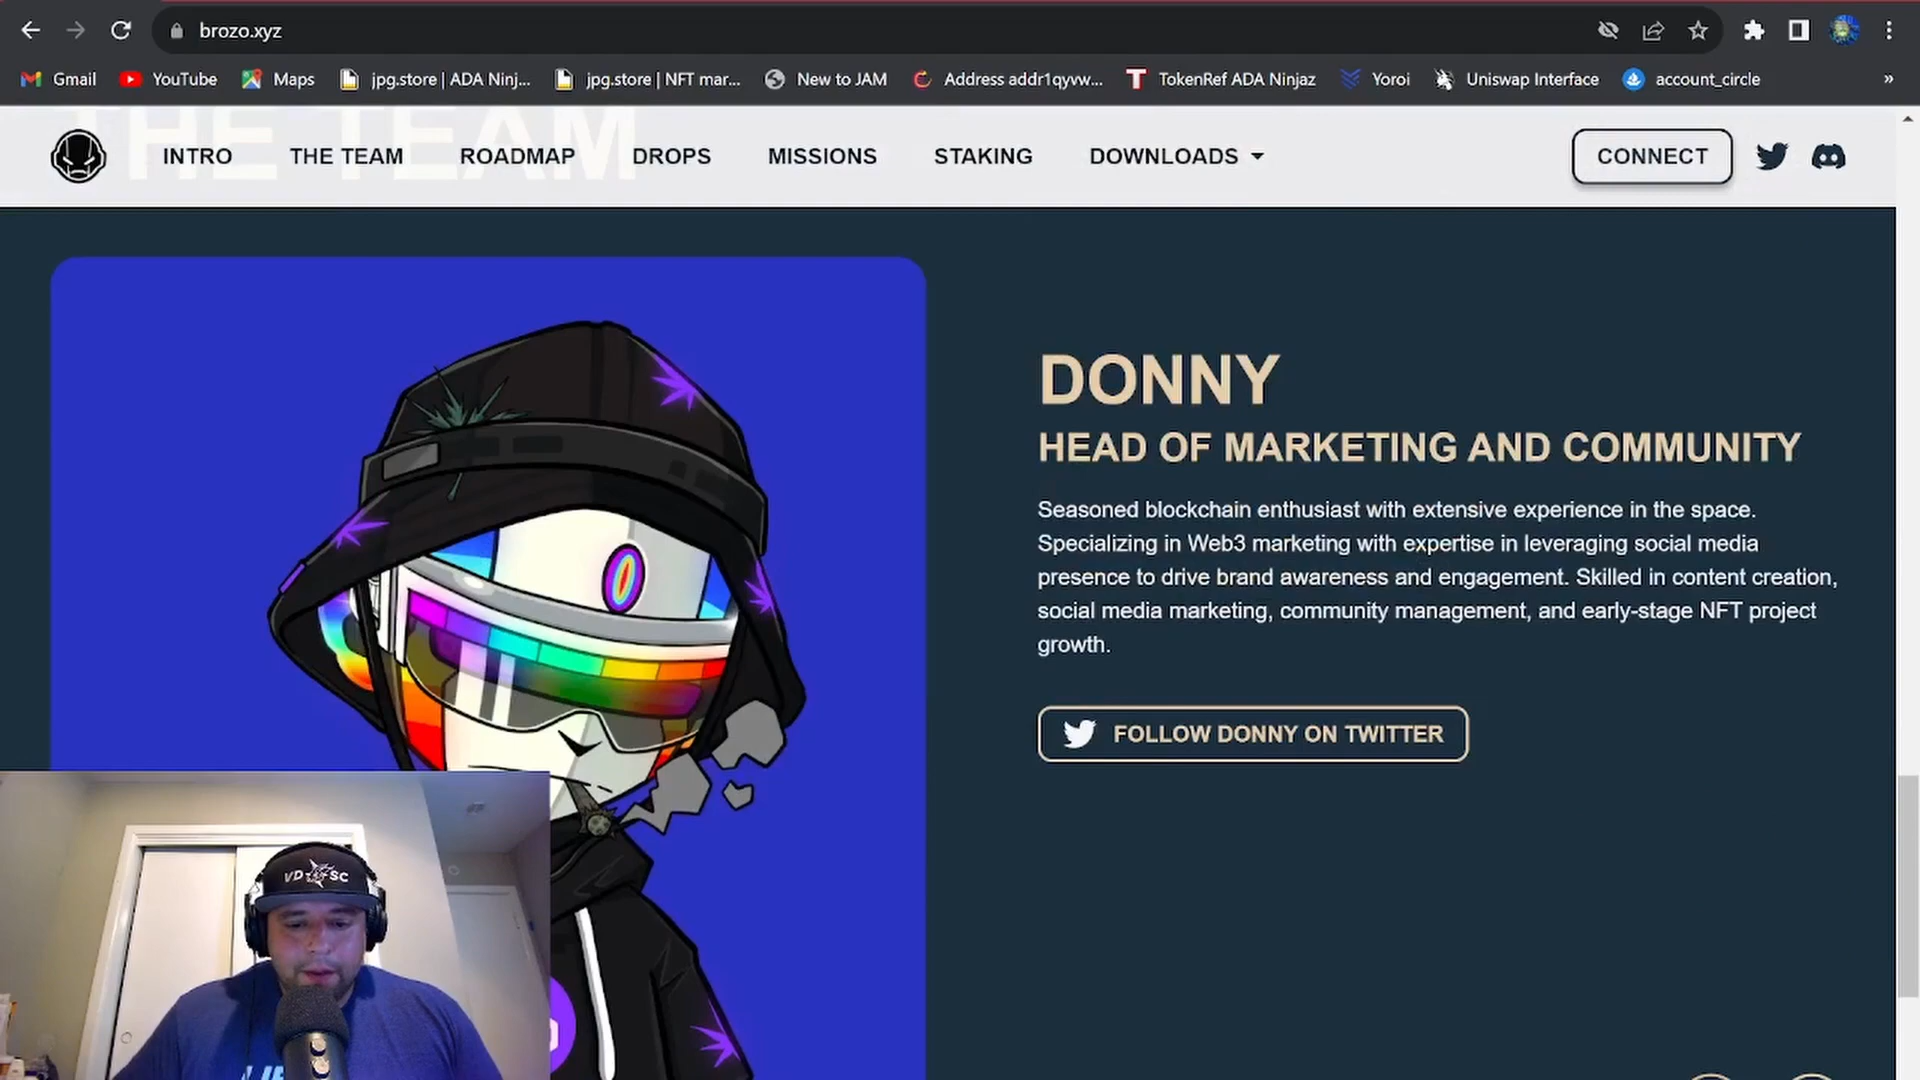 brozo.xyz
Gmail
YouTube
Maps
jpg.store | ADA Ninj...
jpg.store | NFT mar...
New to JAM
Address addr1qyvw...
TokenRef ADA Ninjaz
Yoroi
Uniswap Interface
account_circle
»
THE TEAM
INTRO
THE TEAM
ROADMAP
DROPS
MISSIONS
STAKING
DOWNLOADS
CONNECT
DONNY
HEAD OF MARKETING AND COMMUNITY
Seasoned blockchain enthusiast with extensive experience in the space.
Specializing in Web3 marketing with expertise in leveraging social media
presence to drive brand awareness and engagement. Skilled in content creation,
social media marketing, community management, and early-stage NFT project
growth.
FOLLOW DONNY ON TWITTER
VD SC